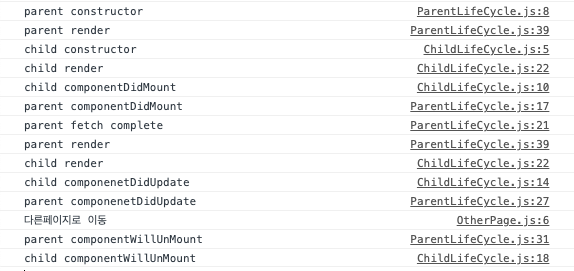 parent constructor ParentLifeCycle.js:8
parent render ParentLifeCycle.js:39
child constructor ChildLifeCycle.js:5
child render ChildLifeCycle.js:22
child componentDidMount ChildLifeCycle.js:10
parent componentDidMount ParentLifeCycle.js:17
parent fetch complete ParentLifeCycle.js:21
parent render ParentLifeCycle.js:39
child render ChildLifeCycle.js:22
child componenetDidUpdate ChildLifeCycle.js:14
parent componenetDidUpdate ParentLifeCycle.js:27
다른페이지로 이동 OtherPage.js:6
parent componentWillUnMount ParentLifeCycle.js:31
child componentWillUnMount ChildLifeCycle.js:18